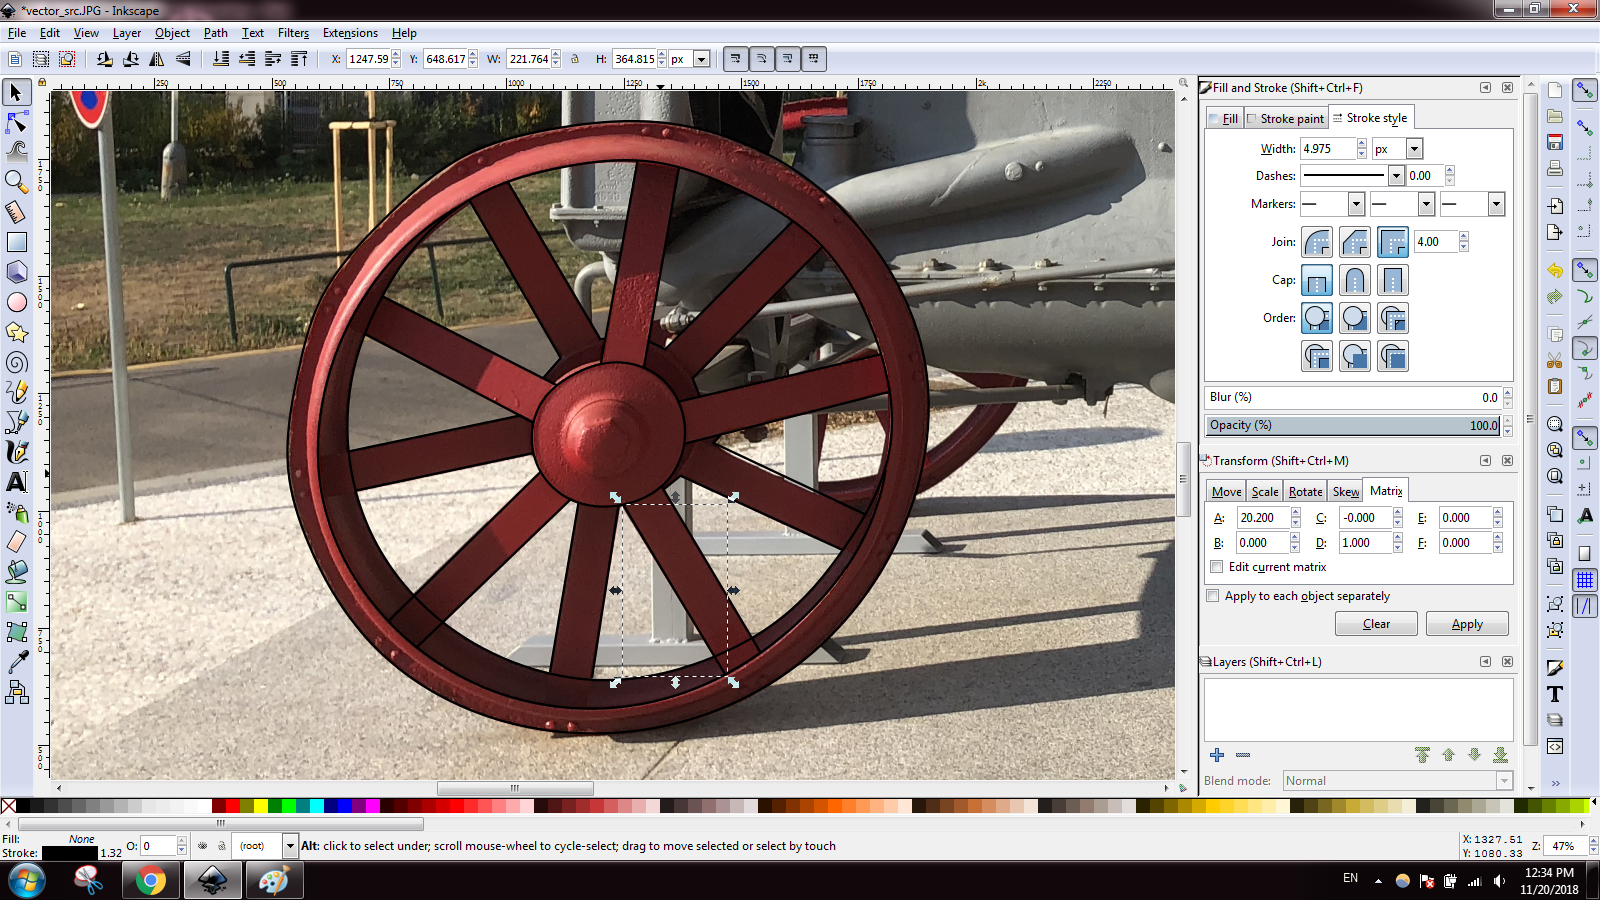 *vector_src.JPG - Inkscape
File Edit View Layer Object Path Text Filters Extensions Help
X: 1247.59 Y: 648.617 W: 221.764 H: 364.815 px
250 500 750 1000 1250 1500 1750 2k 2250
1750
1500
1250
1000
750
500
Fill and Stroke (Shift+Ctrl+F)
Fill Stroke paint Stroke style
Width: 4.975 px
Dashes: 0.00
Markers:
Join: 4.00
Cap:
Order:
Blur (%) 0.0
Opacity (%) 100.0
Transform (Shift+Ctrl+M)
Move Scale Rotate Skew Matrix
A: 20.200 C: -0.000 E: 0.000
B: 0.000 D: 1.000 F: 0.000
Edit current matrix
Apply to each object separately
Clear Apply
Layers (Shift+Ctrl+L)
Blend mode: Normal
Fill: None
Stroke: 1.32
O: 0
(root)
Alt: click to select under; scroll mouse-wheel to cycle-select; drag to move selected or select by touch
X: 1327.51
Y: 1080.33
Z: 47%
EN
12:34 PM
11/20/2018